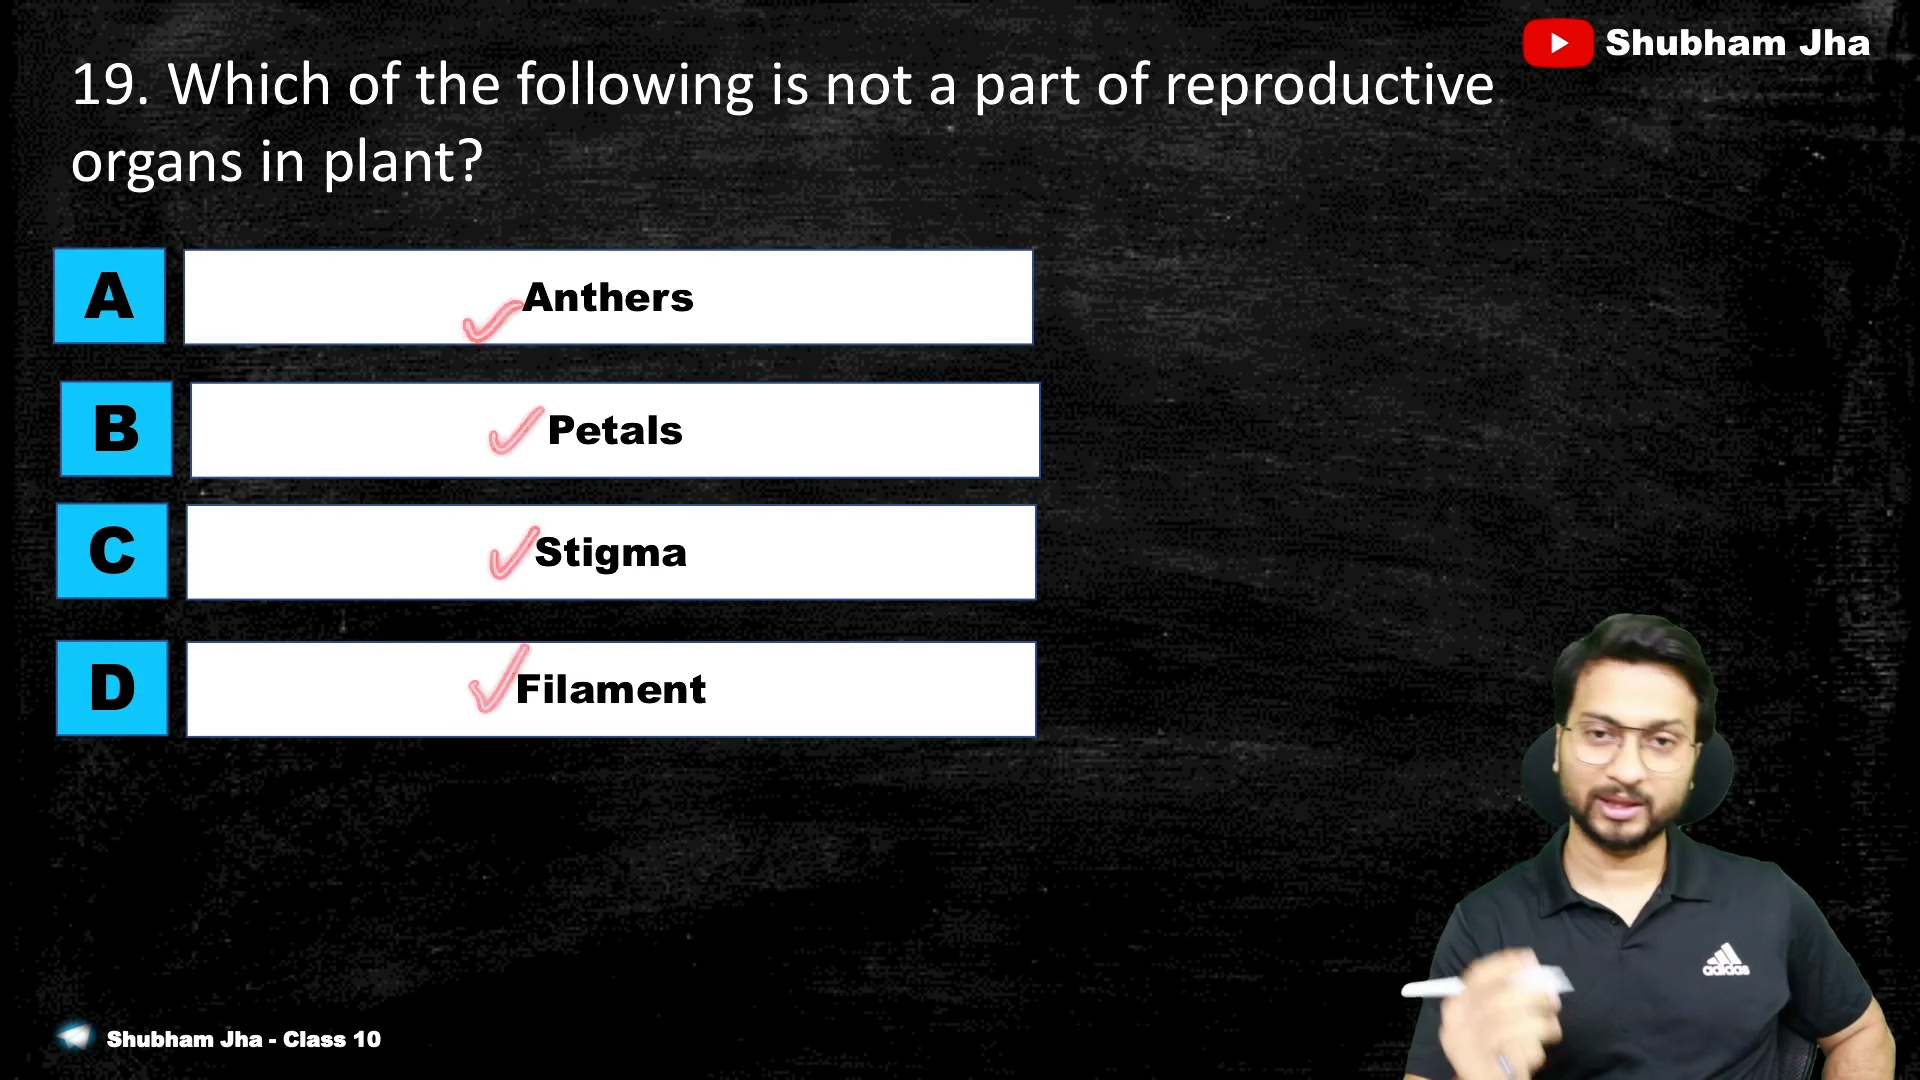 Shubham Jha
19. Which of the following is not a part of reproductive
organs in plant?
A Anthers
B Petals
C Stigma
D Filament
adidas
Shubham Jha - Class 10